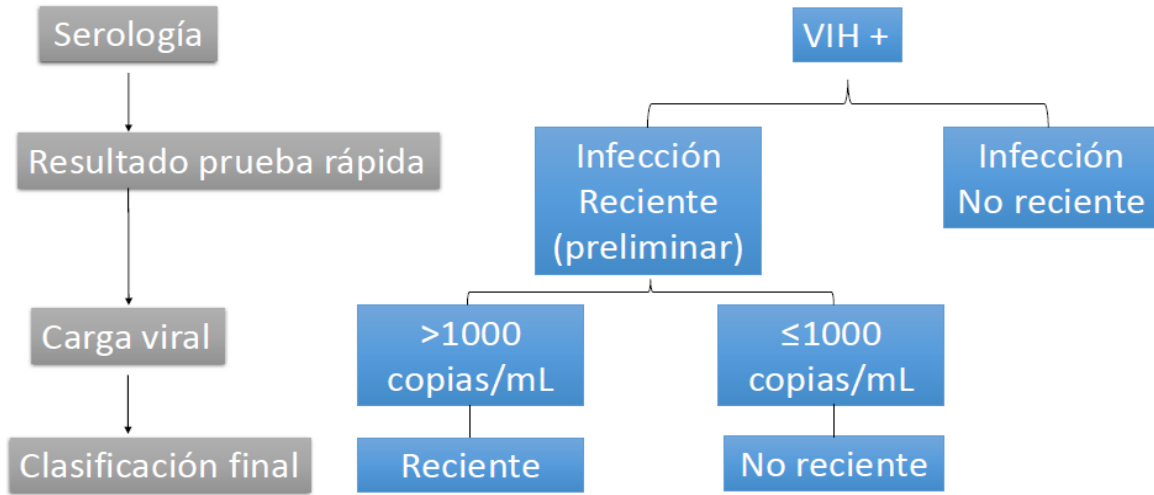 Serología
VIH +
Resultado prueba rápida
Infección
Reciente
(preliminar)
Infección
No reciente
Carga viral
>1000
copias/mL
≤1000
copias/mL
Clasificación final
Reciente
No reciente